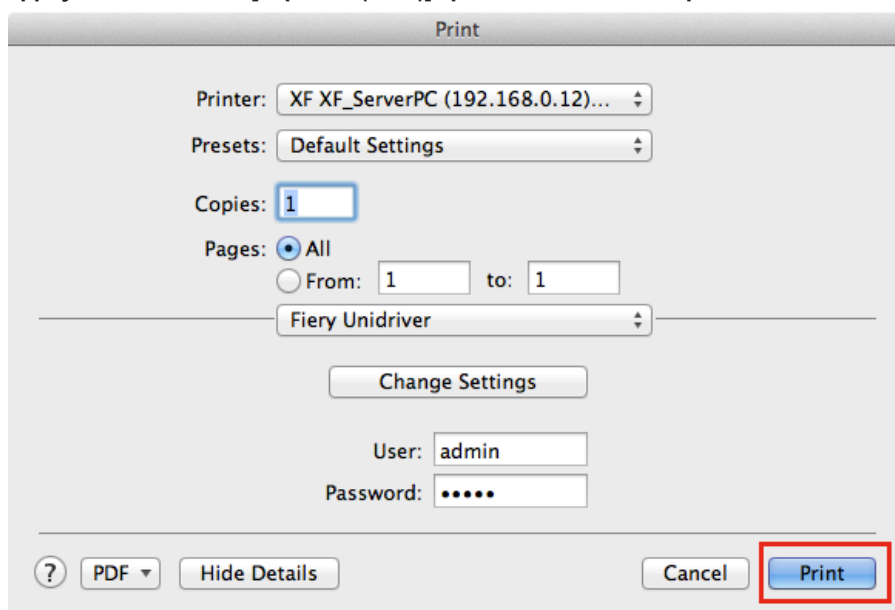 Print
Printer: XF XF_ServerPC (192.168.0.12)...
Presets: Default Settings
Copies: 1
Pages: All
From: 1 to: 1
Fiery Unidriver
Change Settings
User: admin
Password: •••••
? PDF Hide Details Cancel Print